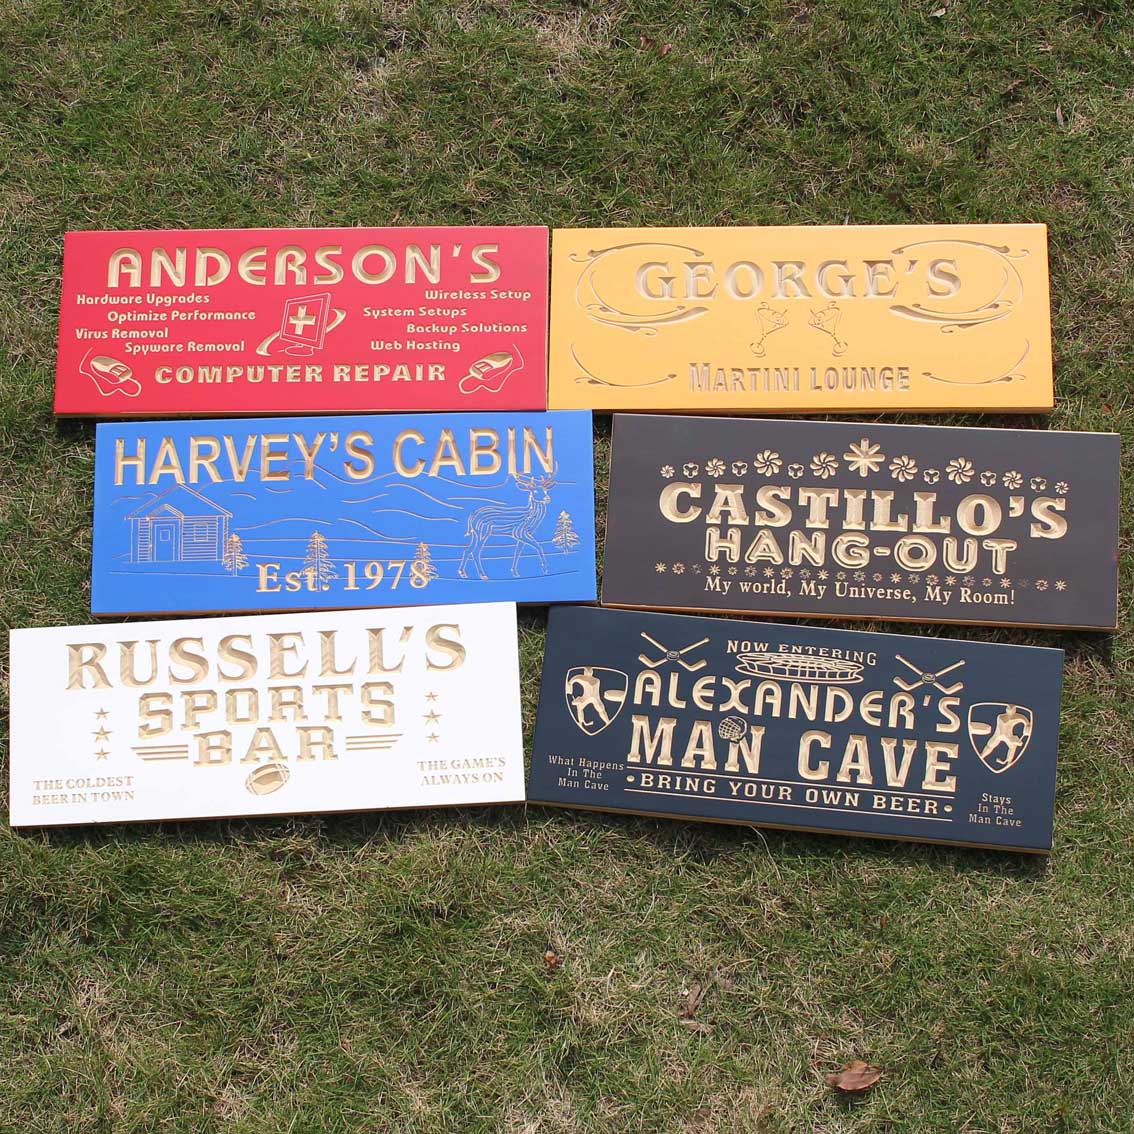 ANDERSON'S
Hardware Upgrades
Optimize Performance
Virus Removal
Spyware Removal
Wireless Setup
System Setups
Backup Solutions
Web Hosting
COMPUTER REPAIR
GEORGE'S
MARTINI LOUNGE
HARVEY'S CABIN
Est. 1978
CASTILLO'S
HANG-OUT
My world, My Universe, My Room!
RUSSELL'S
SPORTS
BAR
THE COLDEST
BEER IN TOWN
THE GAME'S
ALWAYS ON
NOW ENTERING
ALEXANDER'S
MAN CAVE
•BRING YOUR OWN BEER•
What Happens
In The
Man Cave
Stays
In The
Man Cave